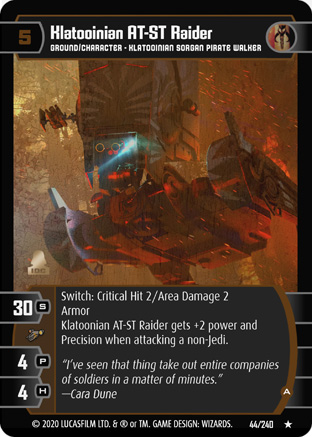 5
Klatooinian AT-ST Raider
GROUND/CHARACTER • KLATOOINIAN SORGAN PIRATE WALKER
30 S
4 P
4 H
Switch: Critical Hit 2/Area Damage 2
Armor
Klatoonian AT-ST Raider gets +2 power and
Precision when attacking a non-Jedi.
"I've seen that thing take out entire companies
of soldiers in a matter of minutes."
—Cara Dune
A
© 2020 LUCASFILM LTD. & ® or TM. GAME DESIGN: WIZARDS.
44/240 ★